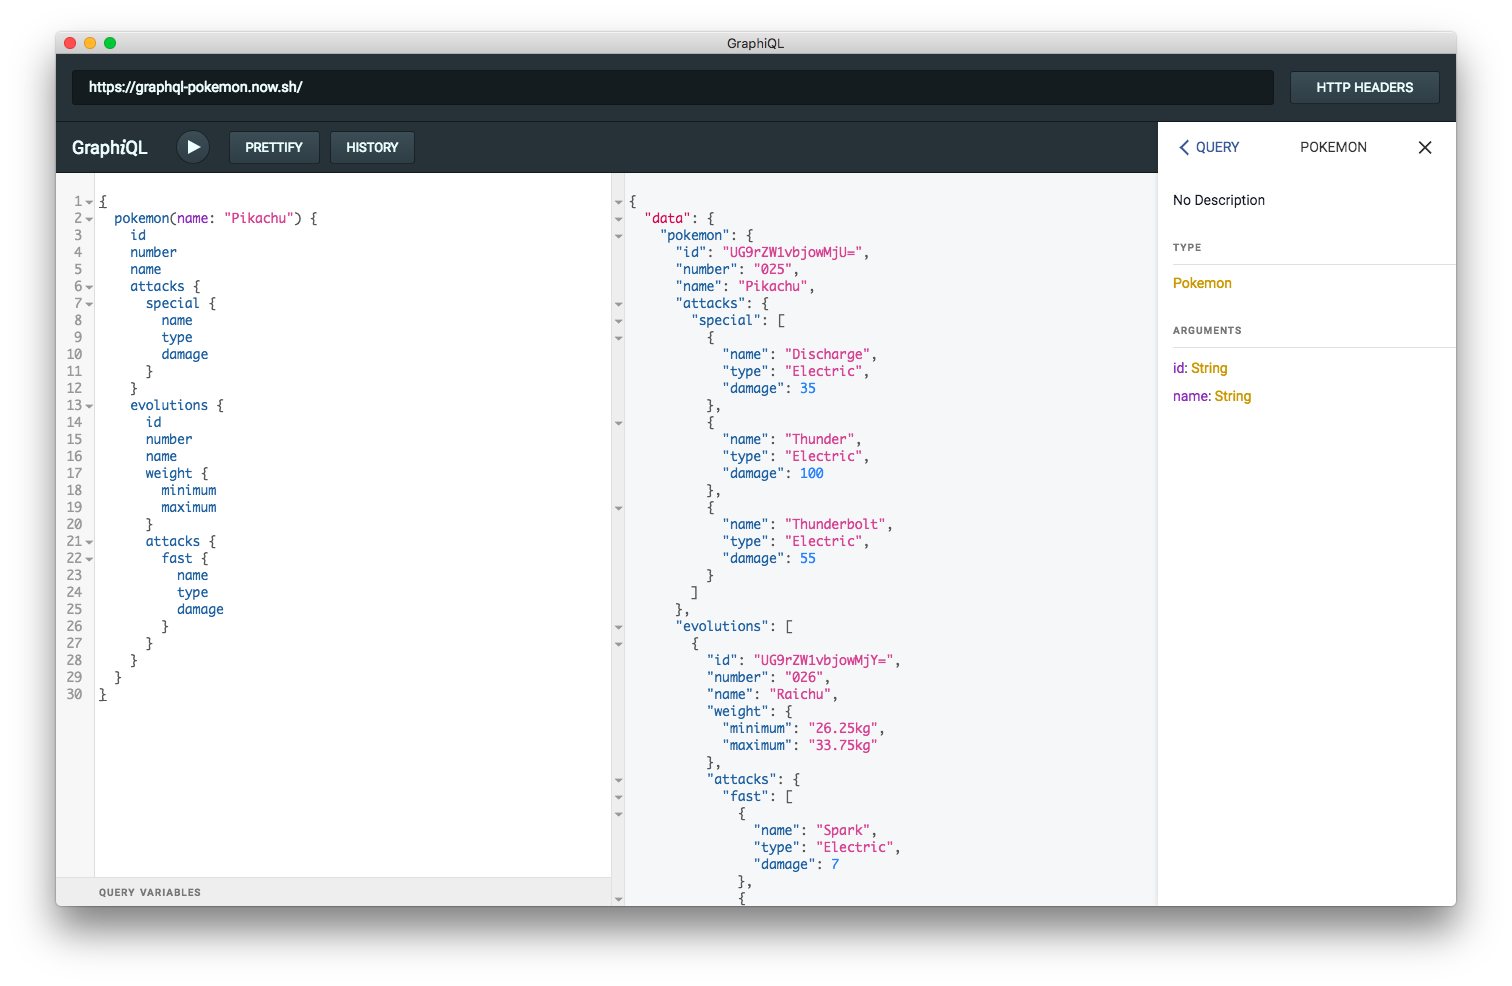 GraphiQL
https://graphql-pokemon.now.sh/
HTTP HEADERS
GraphiQL
PRETTIFY
HISTORY
1 {
2   pokemon(name: "Pikachu") {
3     id
4     number
5     name
6     attacks {
7       special {
8         name
9         type
10         damage
11       }
12     }
13     evolutions {
14       id
15       number
16       name
17       weight {
18         minimum
19         maximum
20       }
21       attacks {
22         fast {
23           name
24           type
25           damage
26         }
27       }
28     }
29   }
30 }
QUERY VARIABLES
{
  "data": {
    "pokemon": {
      "id": "UG9rZW1vbjowMjU=",
      "number": "025",
      "name": "Pikachu",
      "attacks": {
        "special": [
          {
            "name": "Discharge",
            "type": "Electric",
            "damage": 35
          },
          {
            "name": "Thunder",
            "type": "Electric",
            "damage": 100
          },
          {
            "name": "Thunderbolt",
            "type": "Electric",
            "damage": 55
          }
        ]
      },
      "evolutions": [
        {
          "id": "UG9rZW1vbjowMjY=",
          "number": "026",
          "name": "Raichu",
          "weight": {
            "minimum": "26.25kg",
            "maximum": "33.75kg"
          },
          "attacks": {
            "fast": [
              {
                "name": "Spark",
                "type": "Electric",
                "damage": 7
              },
              {
QUERY
POKEMON
No Description
TYPE
Pokemon
ARGUMENTS
id: String
name: String